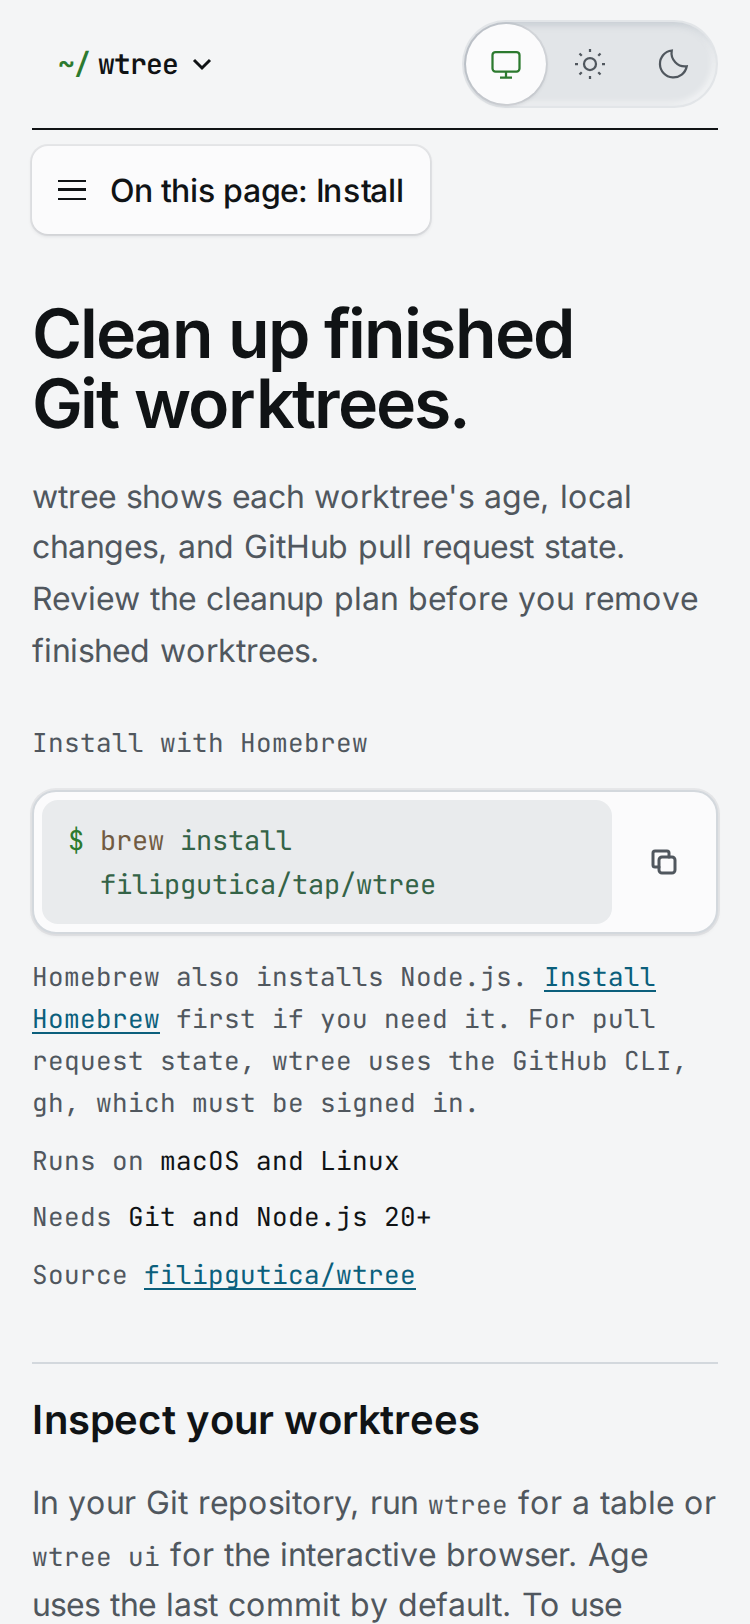 ~/ wtree
On this page: Install
Clean up finished
Git worktrees.
wtree shows each worktree's age, local
changes, and GitHub pull request state.
Review the cleanup plan before you remove
finished worktrees.
Install with Homebrew
$ brew install
filipgutica/tap/wtree
Homebrew also installs Node.js. Install
Homebrew first if you need it. For pull
request state, wtree uses the GitHub CLI,
gh, which must be signed in.
Runs on macOS and Linux
Needs Git and Node.js 20+
Source filipgutica/wtree
Inspect your worktrees
In your Git repository, run wtree for a table or
wtree ui for the interactive browser. Age
uses the last commit by default. To use